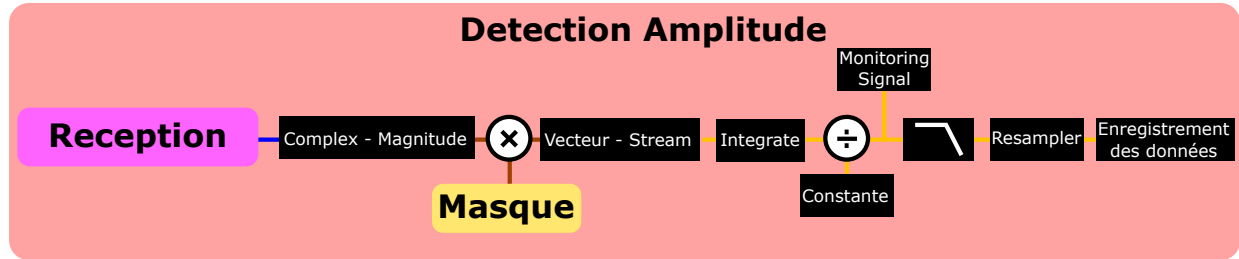 Detection Amplitude
Monitoring
Signal
Reception
Complex - Magnitude
×
Vecteur - Stream
Integrate
÷
Resampler
Enregistrement
des données
Masque
Constante